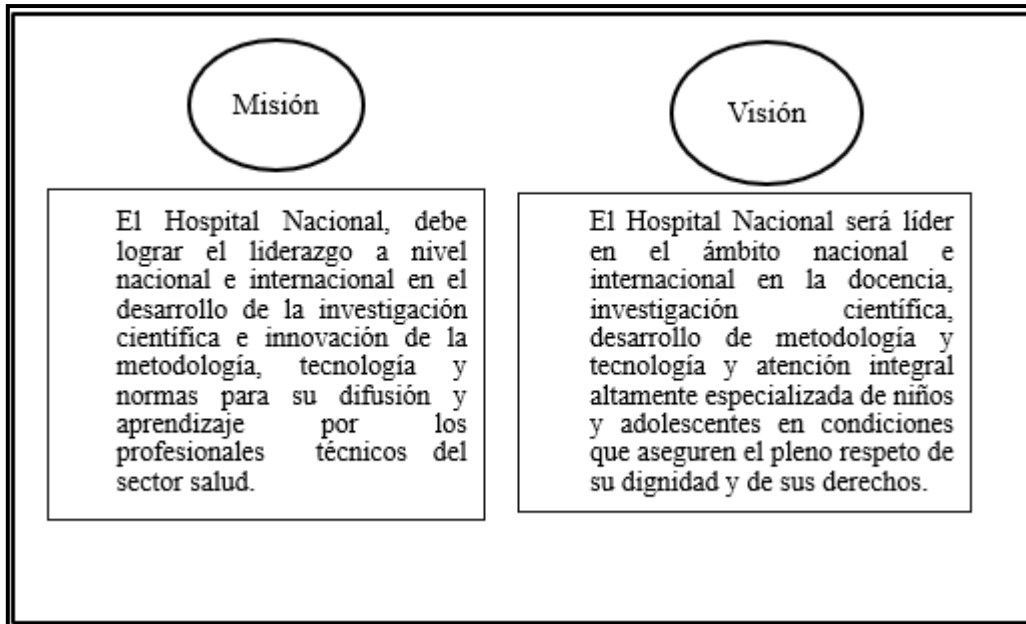 Misión
El Hospital Nacional, debe
lograr el liderazgo a nivel
nacional e internacional en el
desarrollo de la investigación
científica e innovación de la
metodología, tecnología y
normas para su difusión y
aprendizaje por los
profesionales técnicos del
sector salud.
Visión
El Hospital Nacional será líder
en el ámbito nacional e
internacional en la docencia,
investigación científica,
desarrollo de metodología y
tecnología y atención integral
altamente especializada de niños
y adolescentes en condiciones
que aseguren el pleno respeto de
su dignidad y de sus derechos.